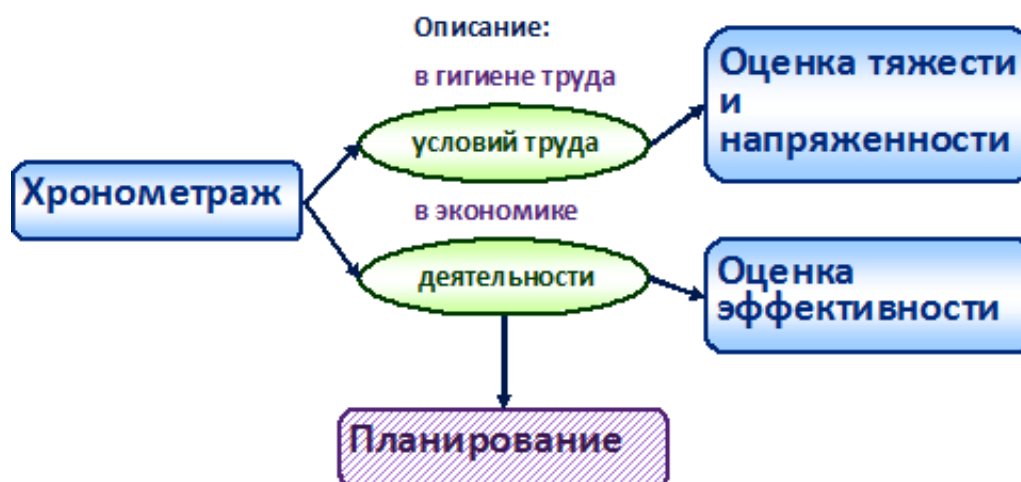 Описание:
в гигиене труда
условий труда
Оценка тяжести
и
напряженности
Хронометраж
в экономике
деятельности
Оценка
эффективности
Планирование